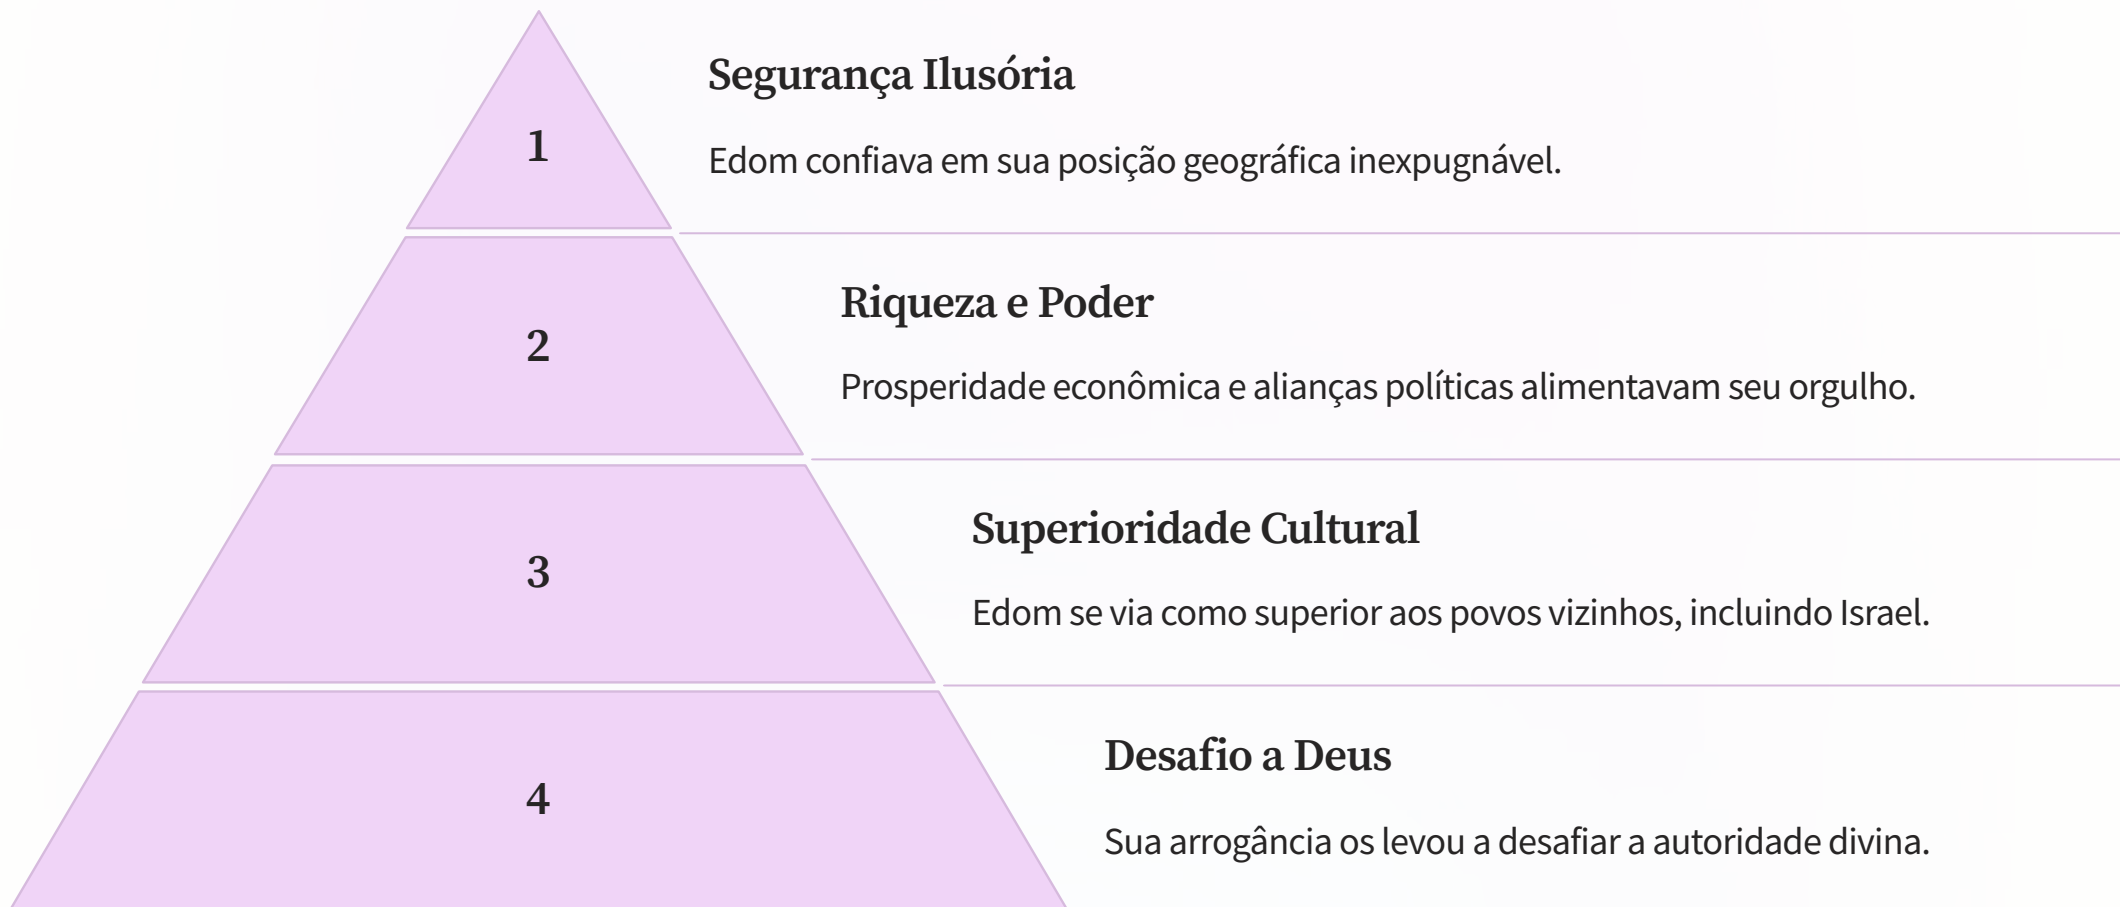 1
Segurança Ilusória
Edom confiava em sua posição geográfica inexpugnável.
2
Riqueza e Poder
Prosperidade econômica e alianças políticas alimentavam seu orgulho.
3
Superioridade Cultural
Edom se via como superior aos povos vizinhos, incluindo Israel.
4
Desafio a Deus
Sua arrogância os levou a desafiar a autoridade divina.